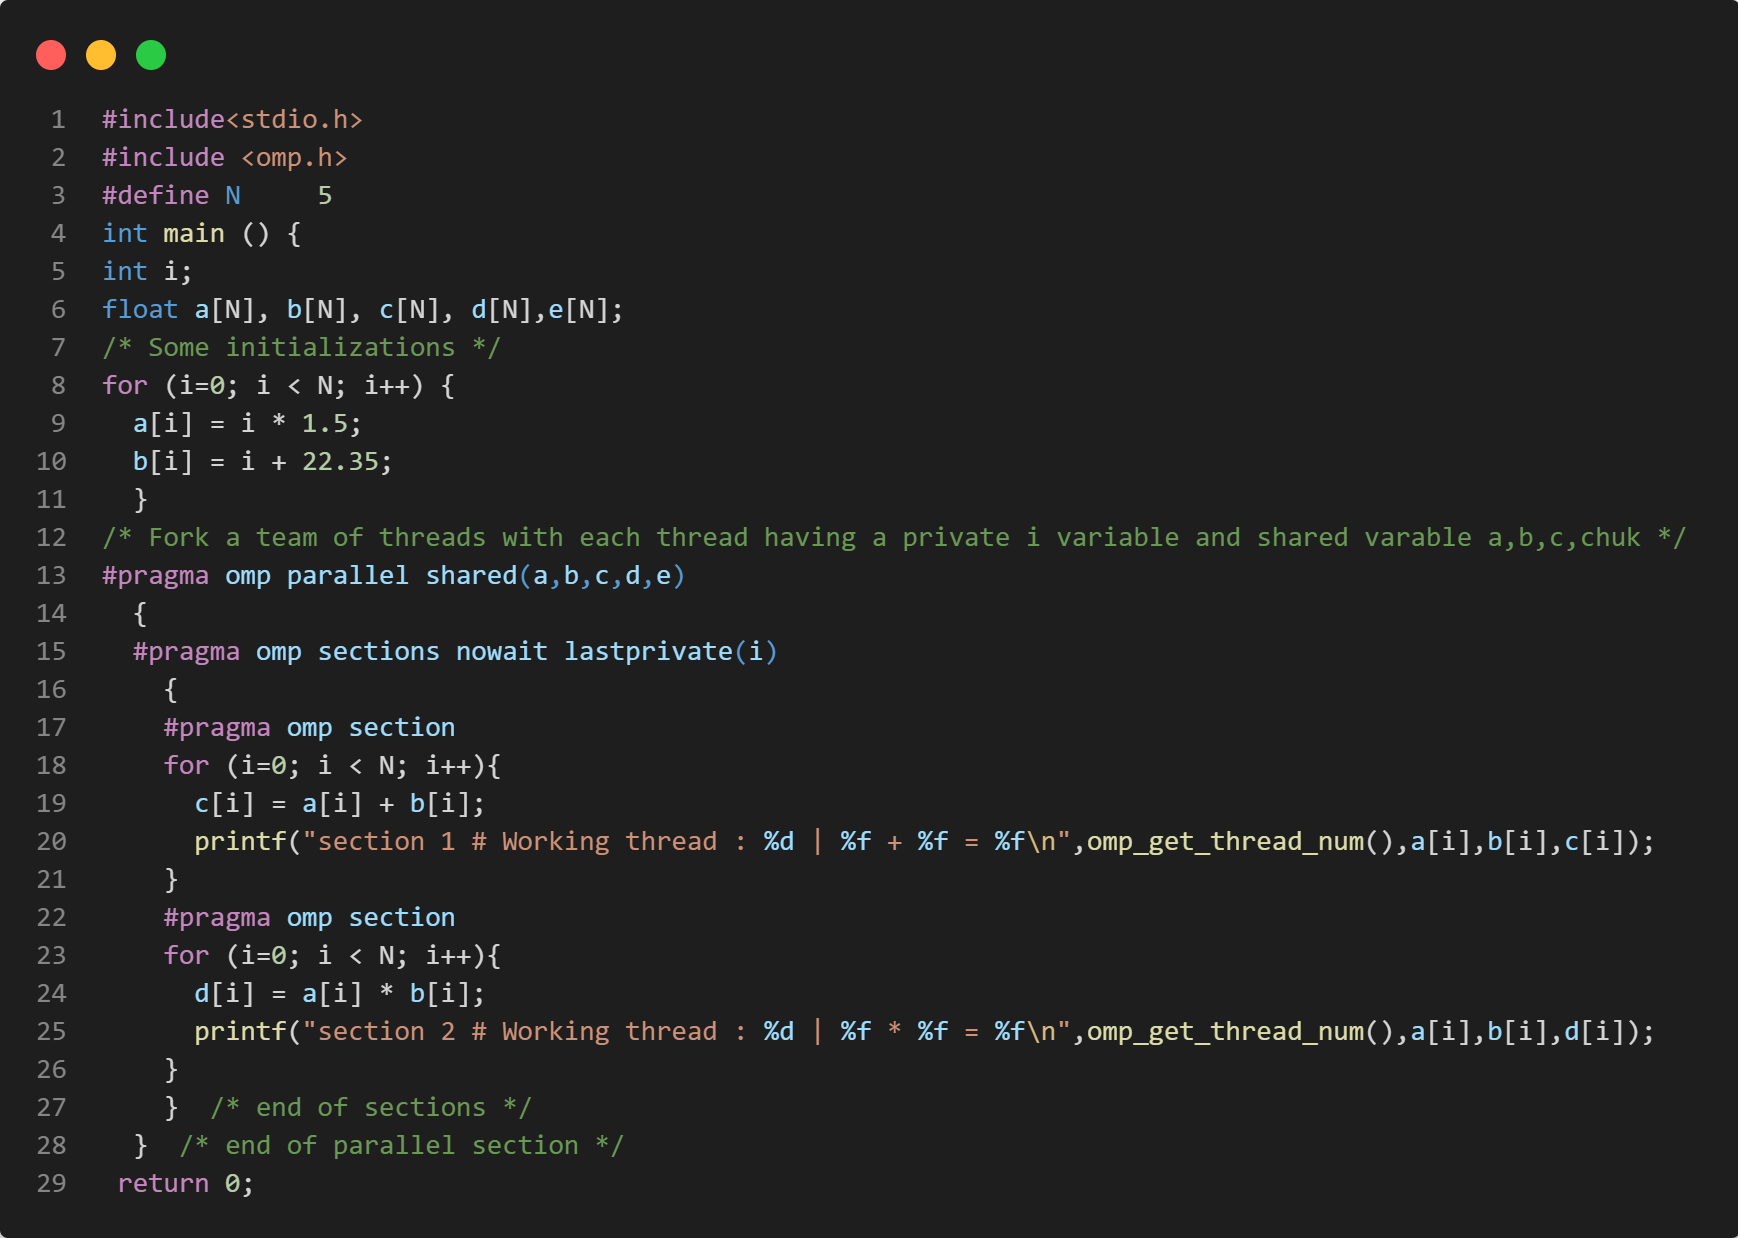 1 #include<stdio.h>
2 #include <omp.h>
3 #define N     5
4 int main () {
5 int i;
6 float a[N], b[N], c[N], d[N],e[N];
7 /* Some initializations */
8 for (i=0; i < N; i++) {
9   a[i] = i * 1.5;
10   b[i] = i + 22.35;
11   }
12 /* Fork a team of threads with each thread having a private i variable and shared varable a,b,c,chuk */
13 #pragma omp parallel shared(a,b,c,d,e)
14   {
15   #pragma omp sections nowait lastprivate(i)
16     {
17     #pragma omp section
18     for (i=0; i < N; i++){
19       c[i] = a[i] + b[i];
20       printf("section 1 # Working thread : %d | %f + %f = %f\n",omp_get_thread_num(),a[i],b[i],c[i]);
21     }
22     #pragma omp section
23     for (i=0; i < N; i++){
24       d[i] = a[i] * b[i];
25       printf("section 2 # Working thread : %d | %f * %f = %f\n",omp_get_thread_num(),a[i],b[i],d[i]);
26     }
27     }  /* end of sections */
28   }  /* end of parallel section */
29  return 0;